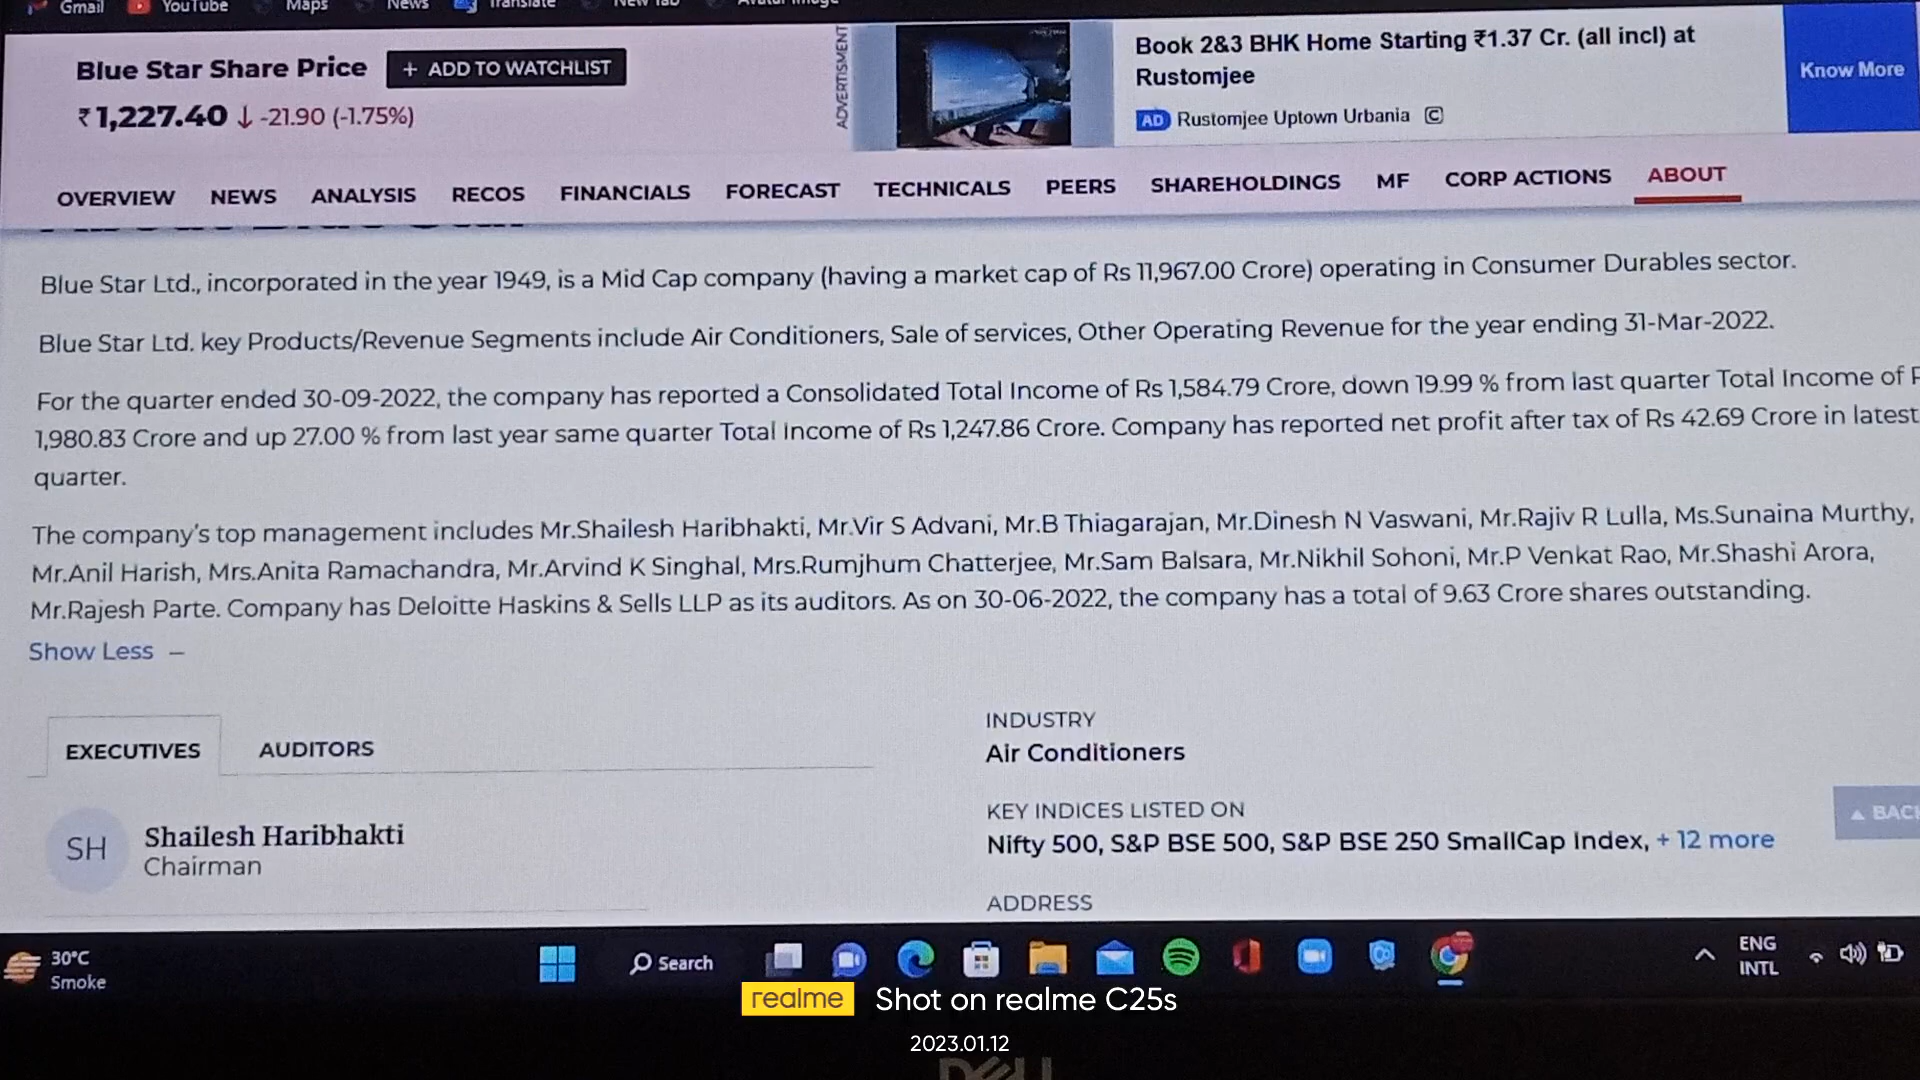 Gmail YouTube Maps News Translate New Tab
Blue Star Share Price + ADD TO WATCHLIST
₹1,227.40 ↓ -21.90 (-1.75%)
ADVERTISMENT
Book 2&3 BHK Home Starting ₹1.37 Cr. (all incl) at
Rustomjee
AD Rustomjee Uptown Urbania
Know More
OVERVIEW NEWS ANALYSIS RECOS FINANCIALS FORECAST TECHNICALS PEERS SHAREHOLDINGS MF CORP ACTIONS ABOUT
Blue Star Ltd., incorporated in the year 1949, is a Mid Cap company (having a market cap of Rs 11,967.00 Crore) operating in Consumer Durables sector.
Blue Star Ltd. key Products/Revenue Segments include Air Conditioners, Sale of services, Other Operating Revenue for the year ending 31-Mar-2022.
For the quarter ended 30-09-2022, the company has reported a Consolidated Total Income of Rs 1,584.79 Crore, down 19.99 % from last quarter Total Income of
1,980.83 Crore and up 27.00 % from last year same quarter Total Income of Rs 1,247.86 Crore. Company has reported net profit after tax of Rs 42.69 Crore in latest
quarter.
The company's top management includes Mr.Shailesh Haribhakti, Mr.Vir S Advani, Mr.B Thiagarajan, Mr.Dinesh N Vaswani, Mr.Rajiv R Lulla, Ms.Sunaina Murthy,
Mr.Anil Harish, Mrs.Anita Ramachandra, Mr.Arvind K Singhal, Mrs.Rumjhum Chatterjee, Mr.Sam Balsara, Mr.Nikhil Sohoni, Mr.P Venkat Rao, Mr.Shashi Arora,
Mr.Rajesh Parte. Company has Deloitte Haskins & Sells LLP as its auditors. As on 30-06-2022, the company has a total of 9.63 Crore shares outstanding.
Show Less –
EXECUTIVES AUDITORS
SH Shailesh Haribhakti
Chairman
INDUSTRY
Air Conditioners
KEY INDICES LISTED ON
Nifty 500, S&P BSE 500, S&P BSE 250 SmallCap Index, + 12 more
ADDRESS
▲ BAC
30°C
Smoke
Search
ENG
INTL
realme Shot on realme C25s
2023.01.12
DELL